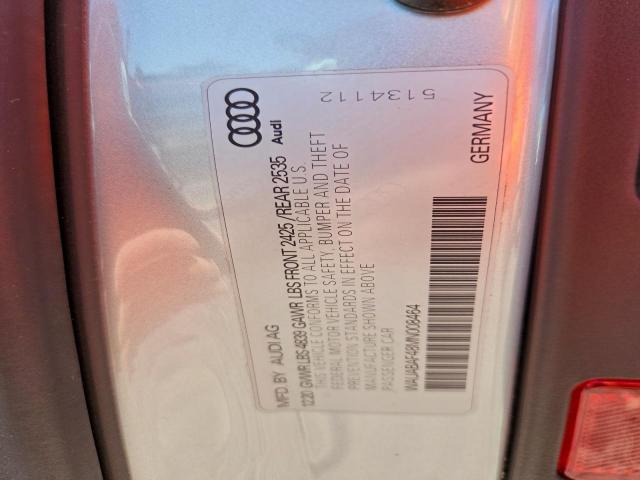 MFD. BY AUDI AG
12 20 GVWR LBS 4839 GAWR LBS FRONT 2425 / REAR 2535
THIS VEHICLE CONFORMS TO ALL APPLICABLE U.S.
FEDERAL MOTOR VEHICLE SAFETY, BUMPER AND THEFT
PREVENTION STANDARDS IN EFFECT ON THE DATE OF
MANUFACTURE SHOWN ABOVE
PASSENGER CAR
Audi
5134112
WAUABAF48MN008464
GERMANY